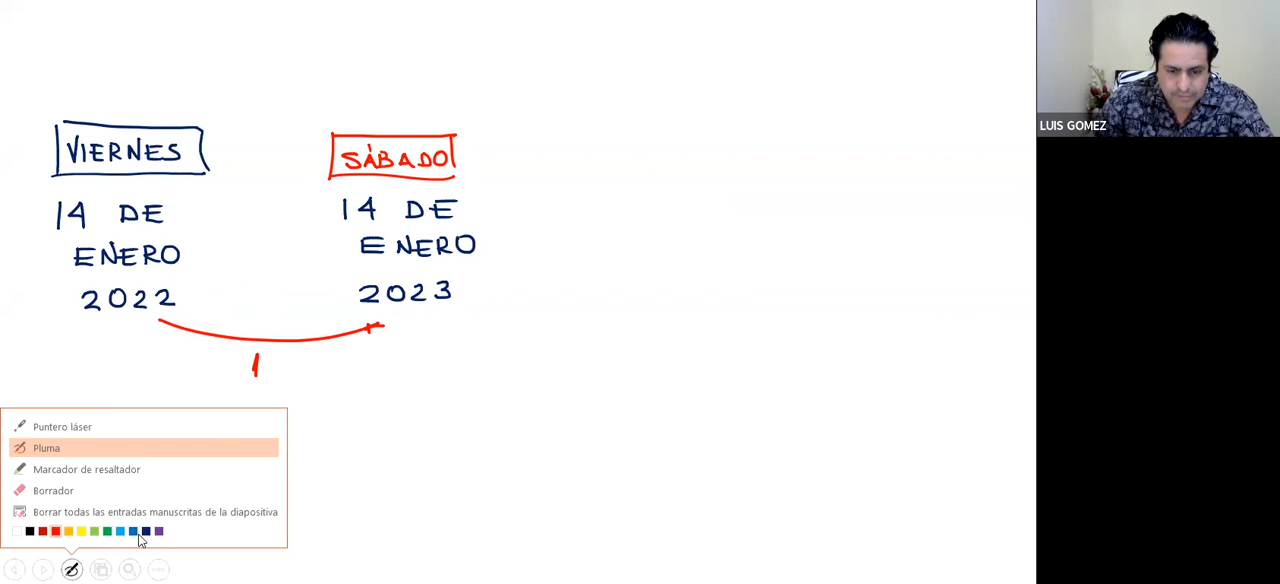 LUIS GOMEZ
VIERNES
14 DE
ENERO
2022
SÁBADO
14 DE
ENERO
2023
1
Puntero láser
Pluma
Marcador de resaltador
Borrador
Borrar todas las entradas manuscritas de la diapositiva